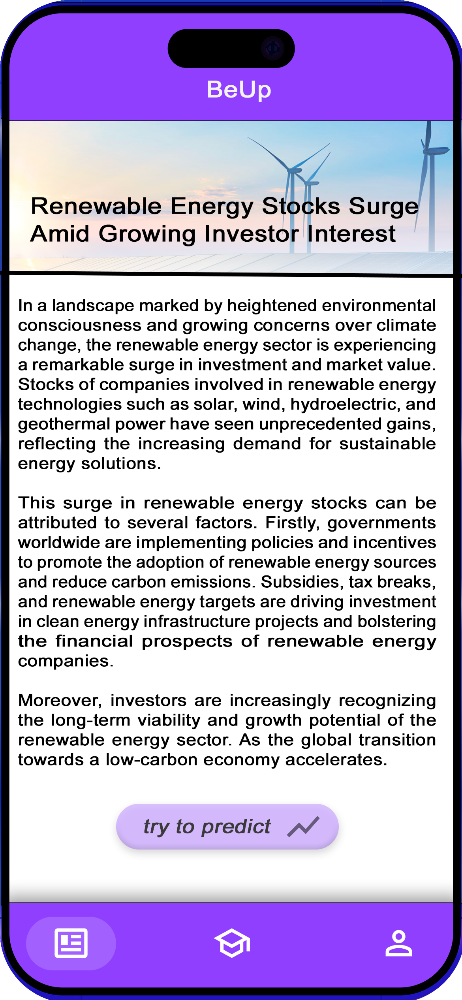 BeUp
Renewable Energy Stocks Surge
Amid Growing Investor Interest
In a landscape marked by heightened environmental
consciousness and growing concerns over climate
change, the renewable energy sector is experiencing
a remarkable surge in investment and market value.
Stocks of companies involved in renewable energy
technologies such as solar, wind, hydroelectric, and
geothermal power have seen unprecedented gains,
reflecting the increasing demand for sustainable
energy solutions.
This surge in renewable energy stocks can be
attributed to several factors. Firstly, governments
worldwide are implementing policies and incentives
to promote the adoption of renewable energy sources
and reduce carbon emissions. Subsidies, tax breaks,
and renewable energy targets are driving investment
in clean energy infrastructure projects and bolstering
the financial prospects of renewable energy
companies.
Moreover, investors are increasingly recognizing
the long-term viability and growth potential of the
renewable energy sector. As the global transition
towards a low-carbon economy accelerates.
try to predict